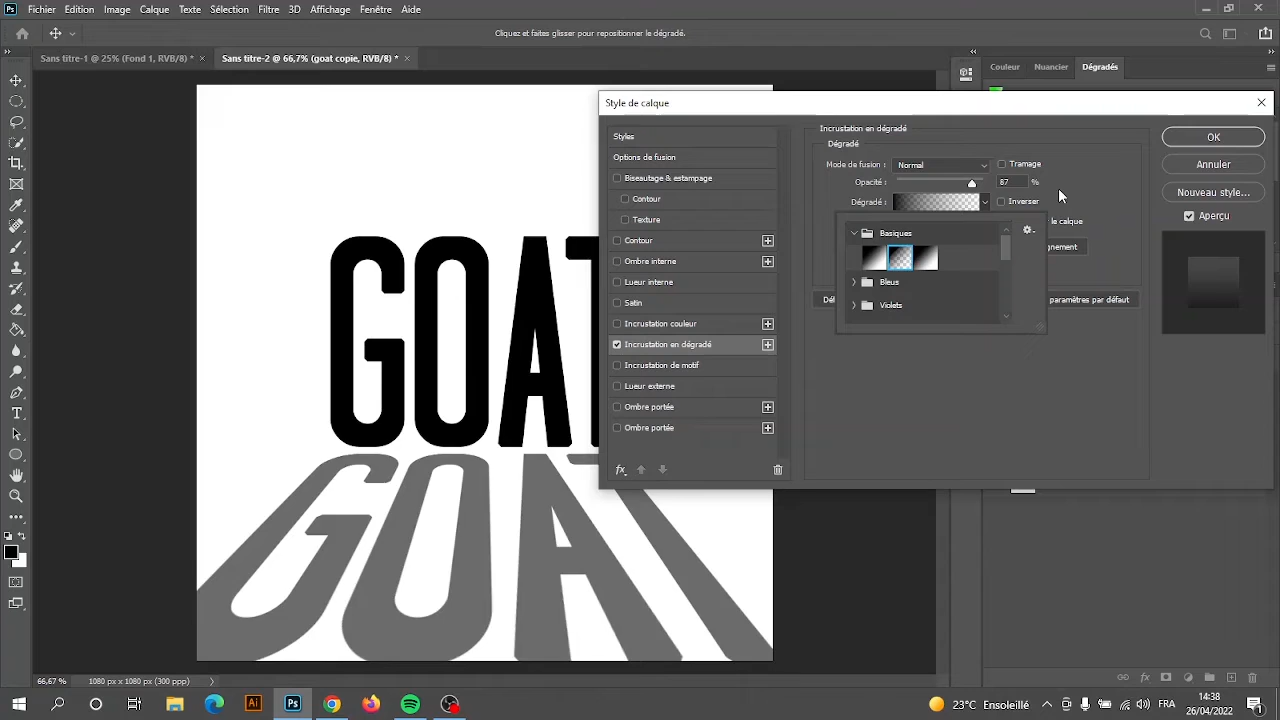 Ps Fichier Edition Image Calque Texte Sélection Filtre 3D Affichage Fenêtre Aide
Cliquez et faites glisser pour repositionner le dégradé.
Sans titre-1 @ 25% (Fond 1, RVB/8) * ×
Sans titre-2 @ 66,7% (goat copie, RVB/8) * ×
Couleur Nuancier Dégradés
Style de calque
Styles
Options de fusion
Biseautage & estampage
Contour
Texture
Contour
Ombre interne
Lueur interne
Satin
Incrustation couleur
Incrustation en dégradé
Incrustation de motif
Lueur externe
Ombre portée
Ombre portée
fx
Incrustation en dégradé
Dégradé
Mode de fusion : Normal Tramage
Opacité : 87 %
Dégradé : Inverser
le calque
gnement
Basiques
Bleus
Violets
Dé
paramètres par défaut
OK
Annuler
Nouveau style...
Aperçu
GOAT
GOAT
66,67 % 1080 px x 1080 px (300 ppp)
fx
Ai Ps
23°C Ensoleillé
FRA
14:38
26/04/2022